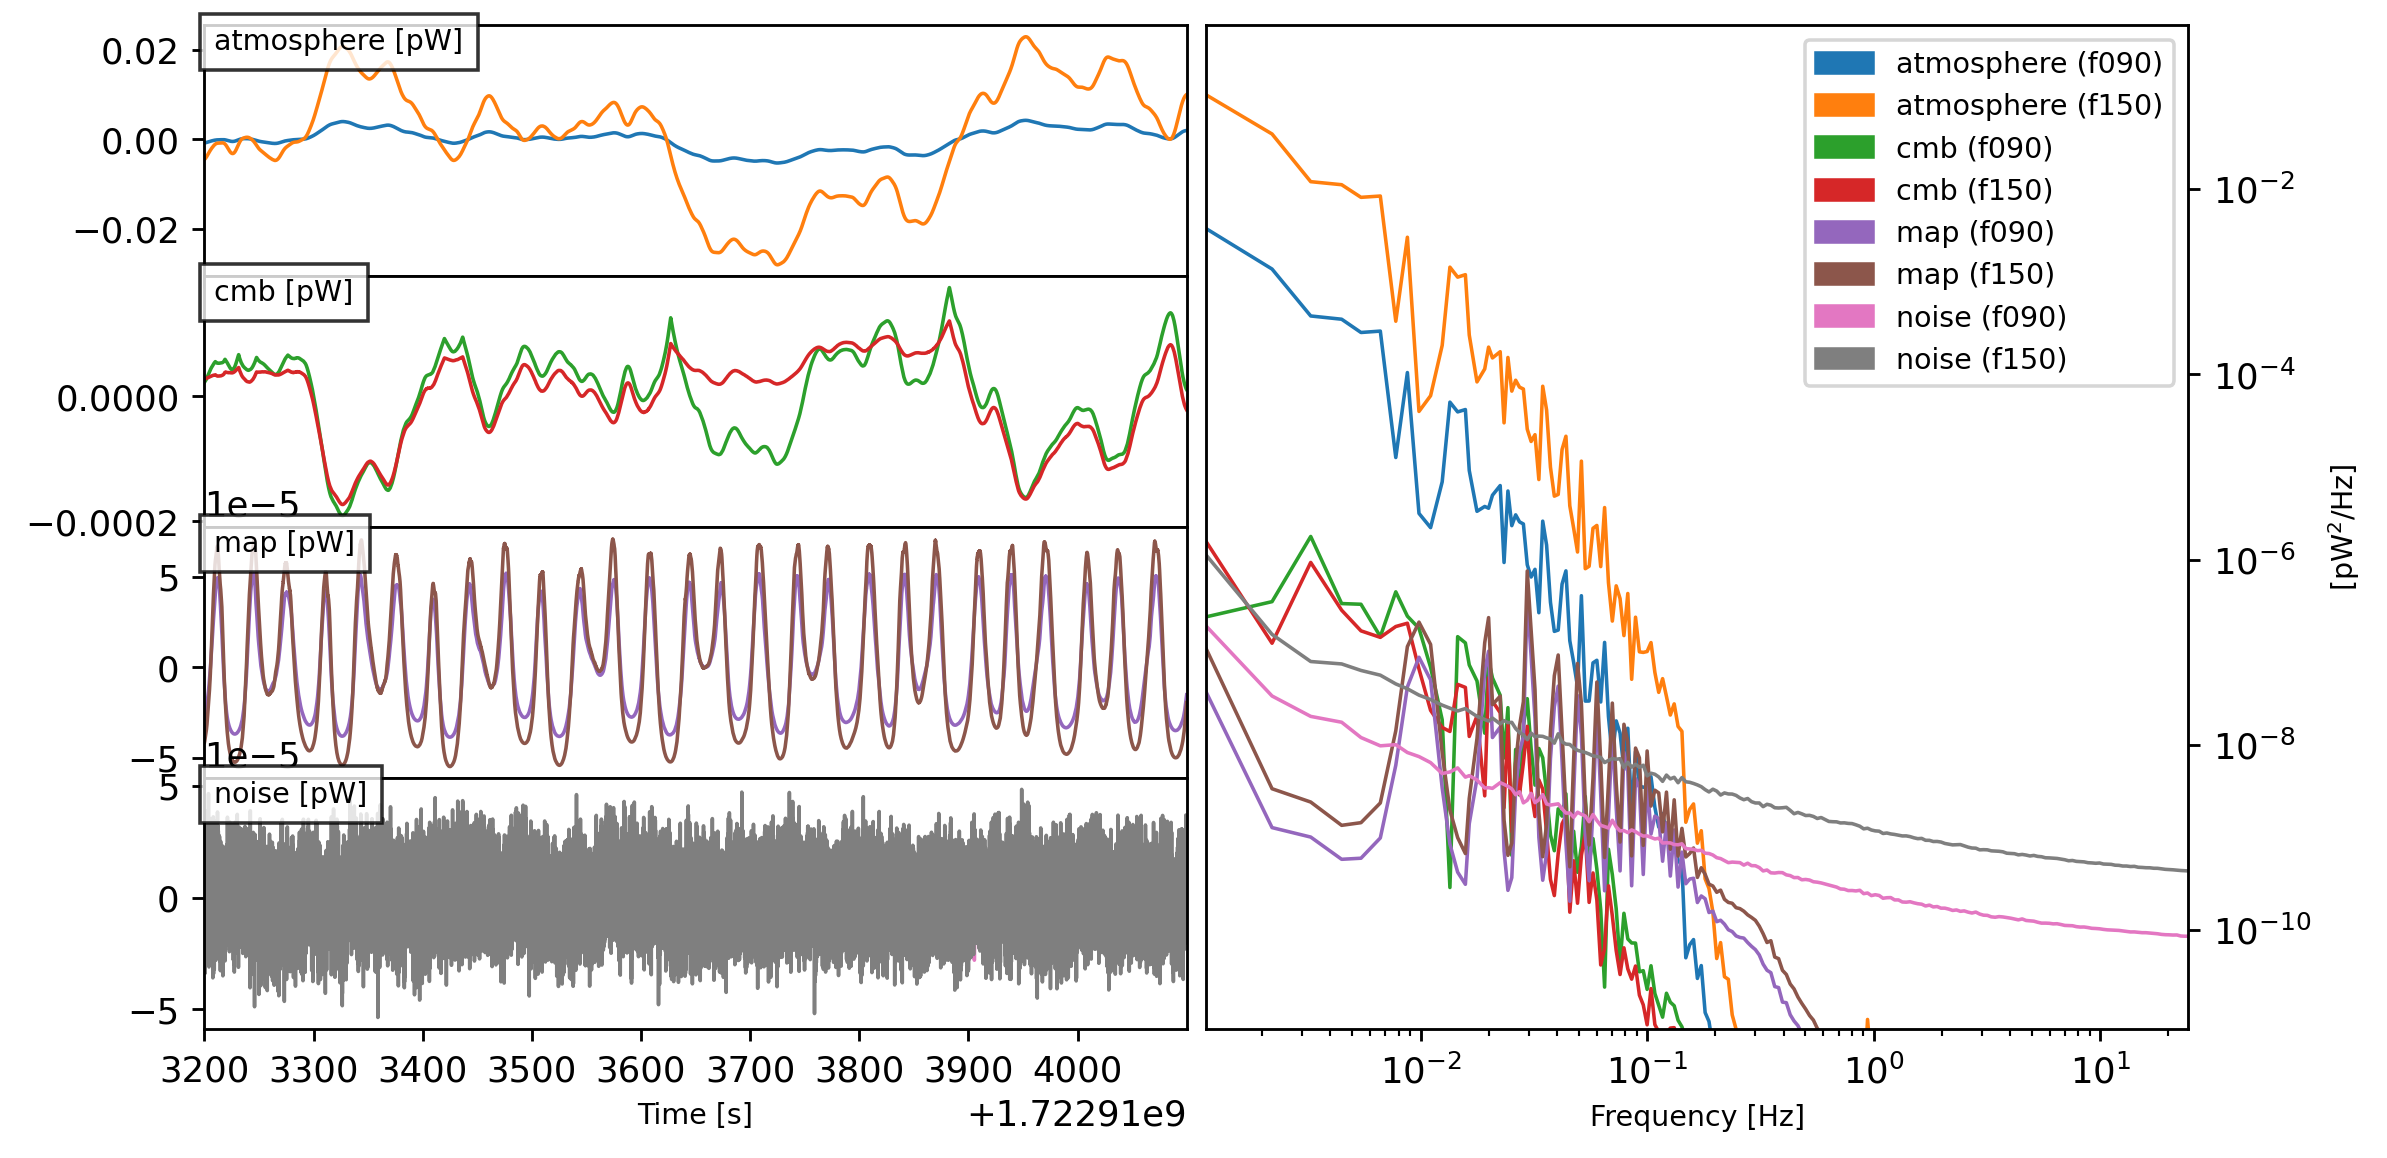 atmosphere [pW]
0.02
0.00
−0.02
cmb [pW]
0.0000
−0.0002
1e−5
map [pW]
5
0
−5
1e−5
noise [pW]
5
0
−5
3200 3300 3400 3500 3600 3700 3800 3900 4000
Time [s]
+1.72291e9
atmosphere (f090)
atmosphere (f150)
cmb (f090)
cmb (f150)
map (f090)
map (f150)
noise (f090)
noise (f150)
10⁻²
10⁻⁴
10⁻⁶
10⁻⁸
10⁻¹⁰
[pW²/Hz]
10⁻² 10⁻¹ 10⁰ 10¹
Frequency [Hz]